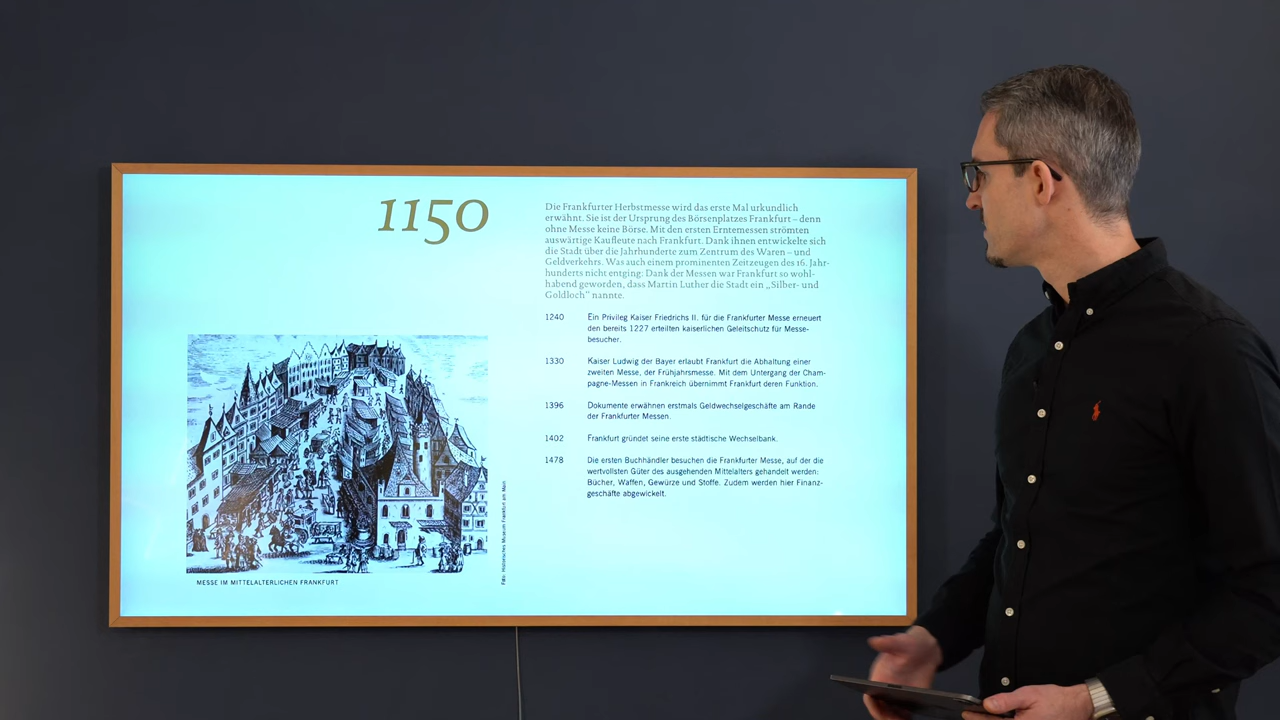 1150
Die Frankfurter Herbstmesse wird das erste Mal urkundlich
erwähnt. Sie ist der Ursprung des Börsenplatzes Frankfurt – denn
ohne Messe keine Börse. Mit den ersten Erntemessen strömten
auswärtige Kaufleute nach Frankfurt. Dank ihnen entwickelte sich
die Stadt über die Jahrhunderte zum Zentrum des Waren – und
Geldverkehrs. Was auch einem prominenten Zeitzeugen des 16. Jahr-
hunderts nicht entging: Dank der Messen war Frankfurt so wohl-
habend geworden, dass Martin Luther die Stadt ein „Silber- und
Goldloch“ nannte.
1240 Ein Privileg Kaiser Friedrichs II. für die Frankfurter Messe erneuert
den bereits 1227 erteilten kaiserlichen Geleitschutz für Messe-
besucher.
1330 Kaiser Ludwig der Bayer erlaubt Frankfurt die Abhaltung einer
zweiten Messe, der Frühjahrsmesse. Mit dem Untergang der Cham-
pagne-Messen in Frankreich übernimmt Frankfurt deren Funktion.
1396 Dokumente erwähnen erstmals Geldwechselgeschäfte am Rande
der Frankfurter Messen.
1402 Frankfurt gründet seine erste städtische Wechselbank.
1478 Die ersten Buchhändler besuchen die Frankfurter Messe, auf der die
wertvollsten Güter des ausgehenden Mittelalters gehandelt werden:
Bücher, Waffen, Gewürze und Stoffe. Zudem werden hier Finanz-
geschäfte abgewickelt.
MESSE IM MITTELALTERLICHEN FRANKFURT
Foto: Historisches Museum Frankfurt am Main